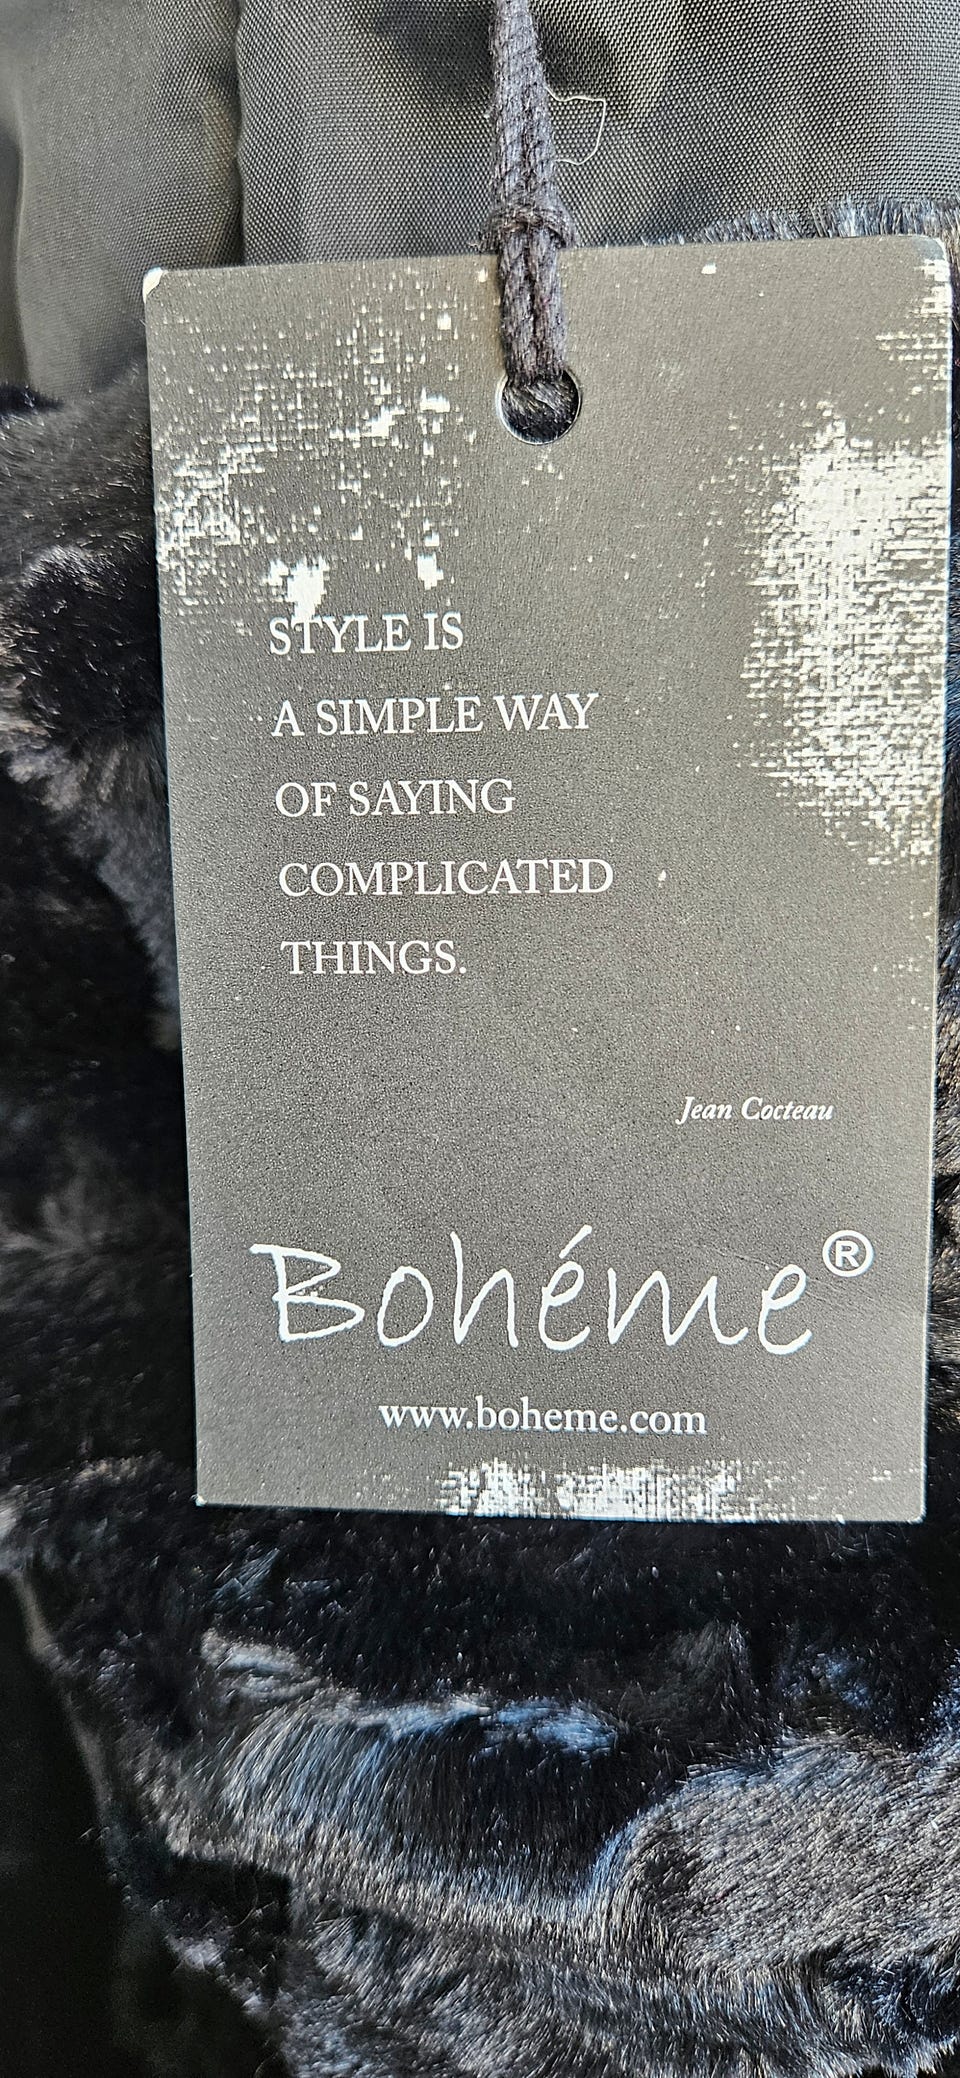 STYLE IS
A SIMPLE WAY
OF SAYING
COMPLICATED
THINGS.
Jean Cocteau
Bohéme®
www.boheme.com